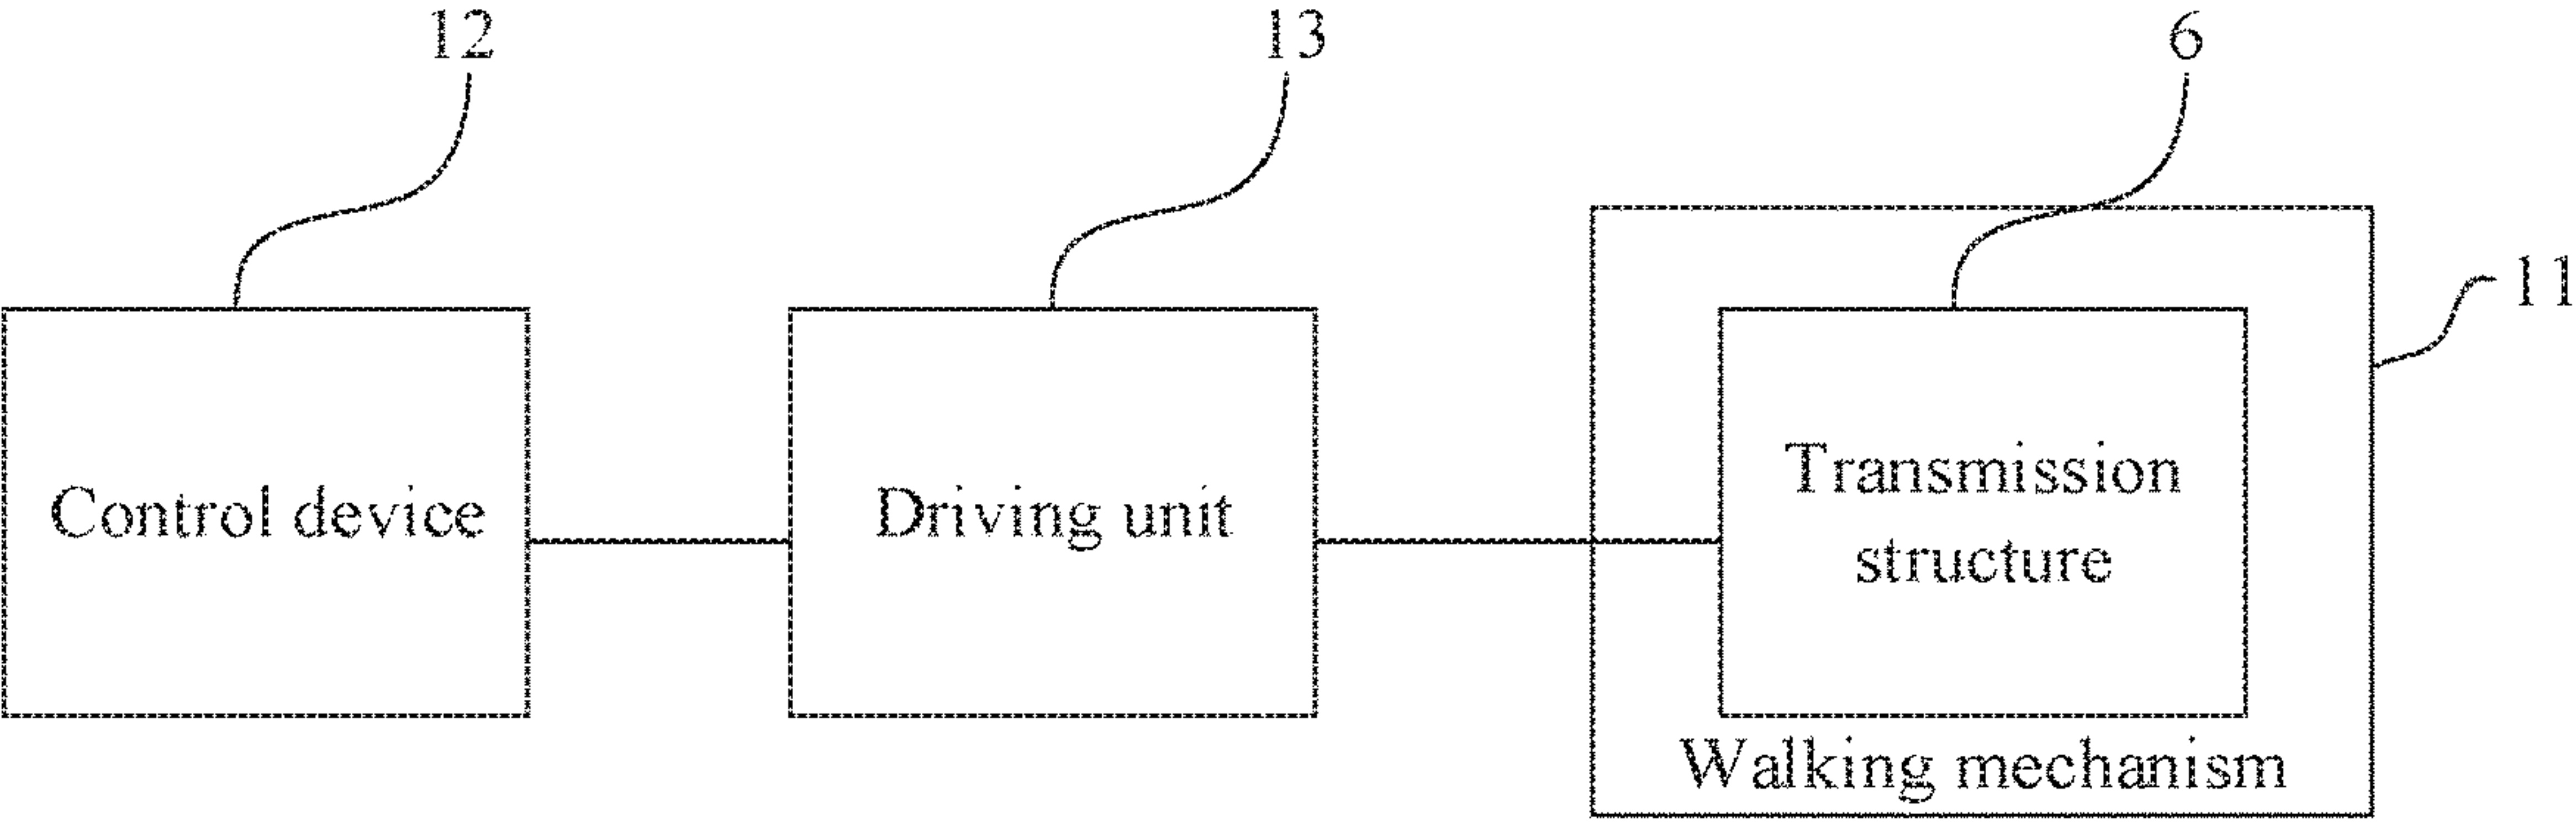 12
13
6
11
Control device
Driving unit
Transmission
structure
Walking mechanism